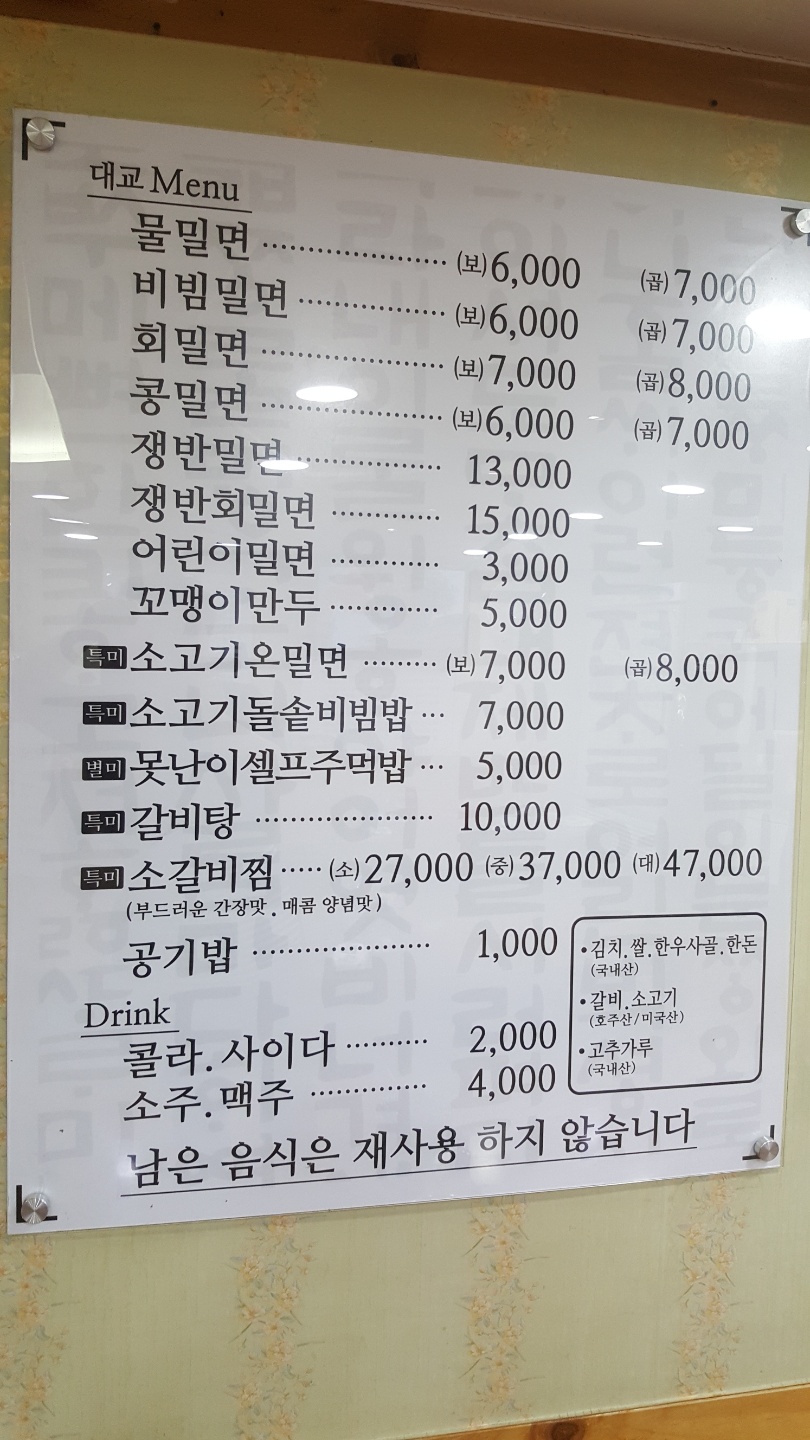 대교 Menu
물밀면 ························ (보)6,000 (곱)7,000
비빔밀면 ··················· (보)6,000 (곱)7,000
회밀면 ························ (보)7,000 (곱)8,000
콩밀면 ························ (보)6,000 (곱)7,000
쟁반밀면 ··················· 13,000
쟁반회밀면 ·············· 15,000
어린이밀면 ·············· 3,000
꼬맹이만두 ·············· 5,000
특미 소고기온밀면 ········· (보)7,000 (곱)8,000
특미 소고기돌솥비빔밥 ··· 7,000
별미 못난이셀프주먹밥 ··· 5,000
특미 갈비탕 ······················· 10,000
특미 소갈비찜 ····· (소)27,000 (중)37,000 (대)47,000
(부드러운 간장맛. 매콤 양념맛)
공기밥 ······················· 1,000
Drink
콜라.사이다 ·········· 2,000
소주.맥주 ·············· 4,000
•김치.쌀.한우사골.한돈
(국내산)
•갈비.소고기
(호주산/미국산)
•고추가루
(국내산)
남은 음식은 재사용 하지 않습니다